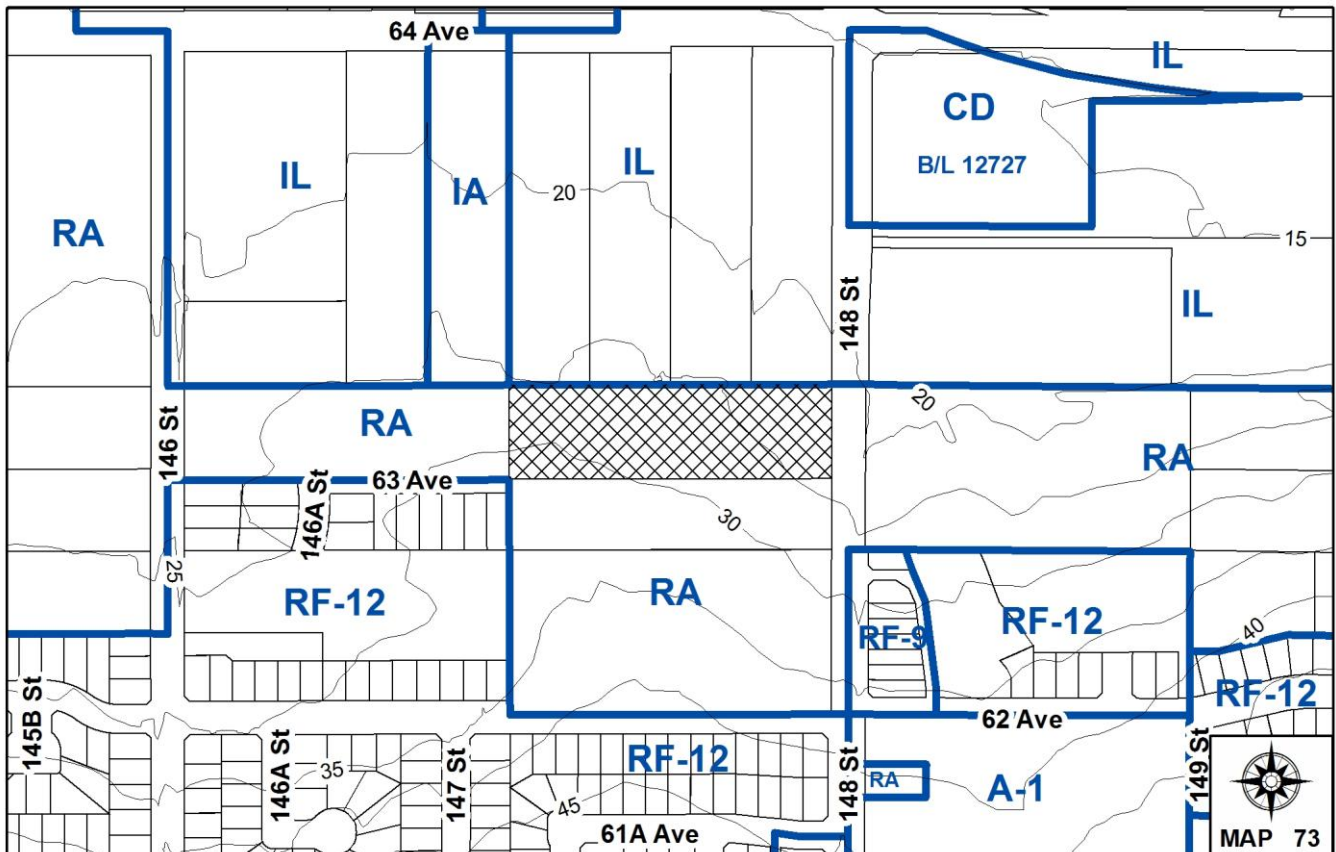 64 Ave
IL
CD
B/L 12727
IL
IA
IL
20
RA
15
148 St
IL
20
RA
146 St
RA
63 Ave
146A St
30
25
RF-12
RA
RF-9
RF-12
40
RF-12
145B St
62 Ave
146A St
35
147 St
RF-12
148 St
RA
A-1
149 St
45
61A Ave
MAP 73